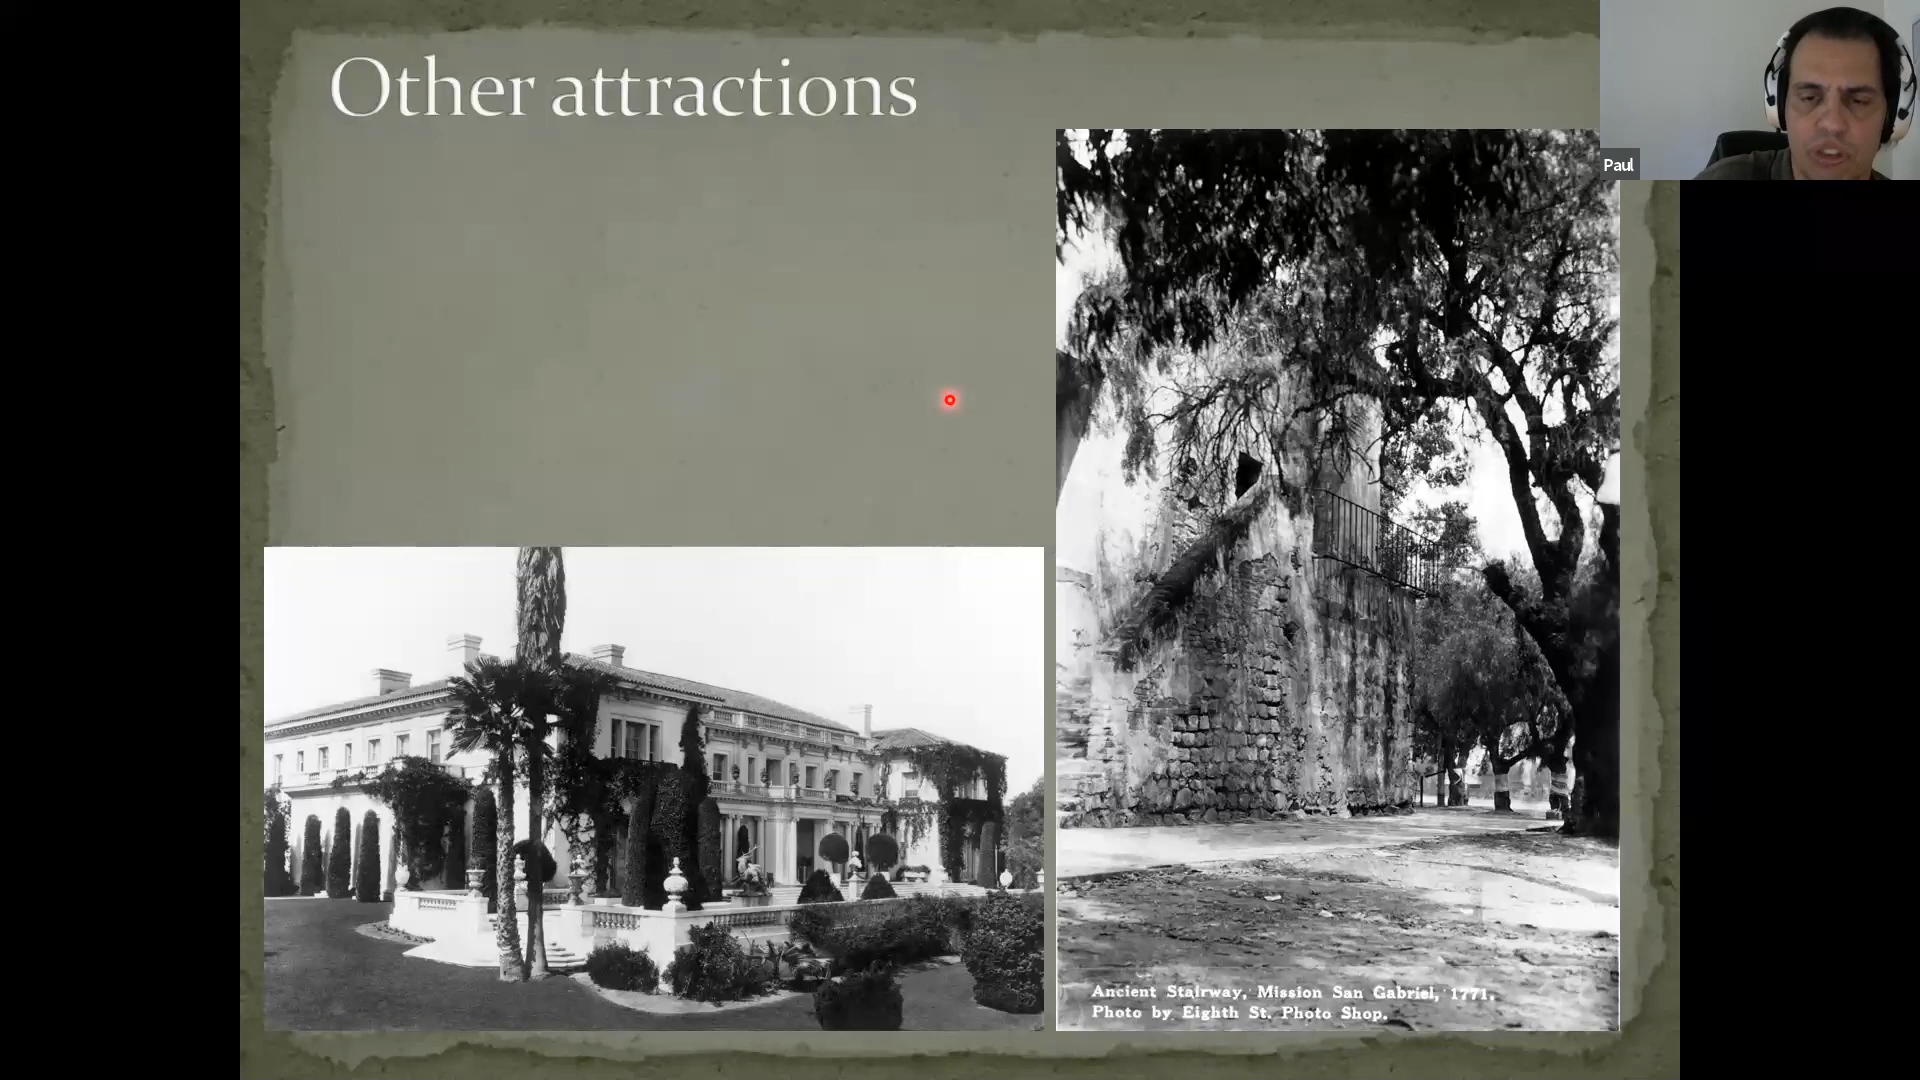 Other attractions
Paul
Ancient Stairway, Mission San Gabriel, 1771.
Photo by Eighth St. Photo Shop.